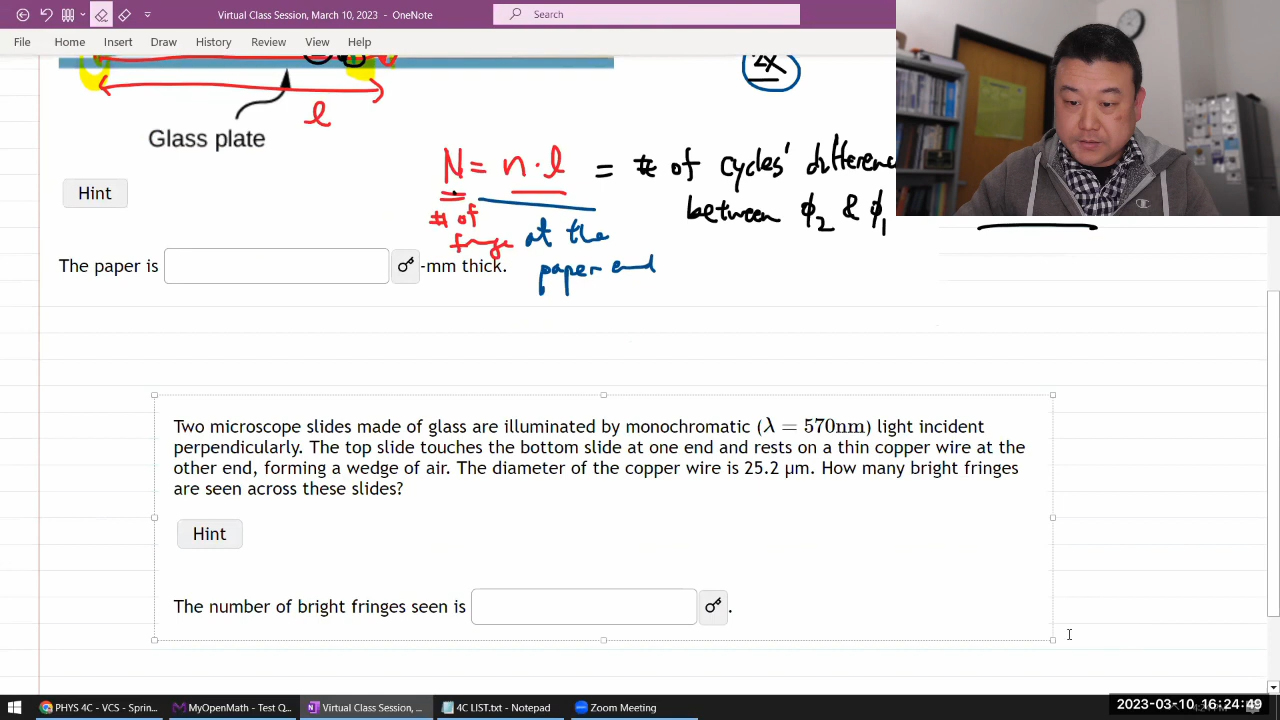 Virtual Class Session, March 10, 2023 - OneNote
Search
File Home Insert Draw History Review View Help
2x
l
Glass plate
N = n · l = # of cycles' difference
between ϕ2 & ϕ1
# of
fringe
at the
paper end
Hint
The paper is -mm thick.
Two microscope slides made of glass are illuminated by monochromatic (λ = 570nm) light incident
perpendicularly. The top slide touches the bottom slide at one end and rests on a thin copper wire at the
other end, forming a wedge of air. The diameter of the copper wire is 25.2 μm. How many bright fringes
are seen across these slides?
Hint
The number of bright fringes seen is .
PHYS 4C - VCS - Sprin... MyOpenMath - Test Q... Virtual Class Session, ... 4C LIST.txt - Notepad Zoom Meeting
2023-03-10 16:24:49